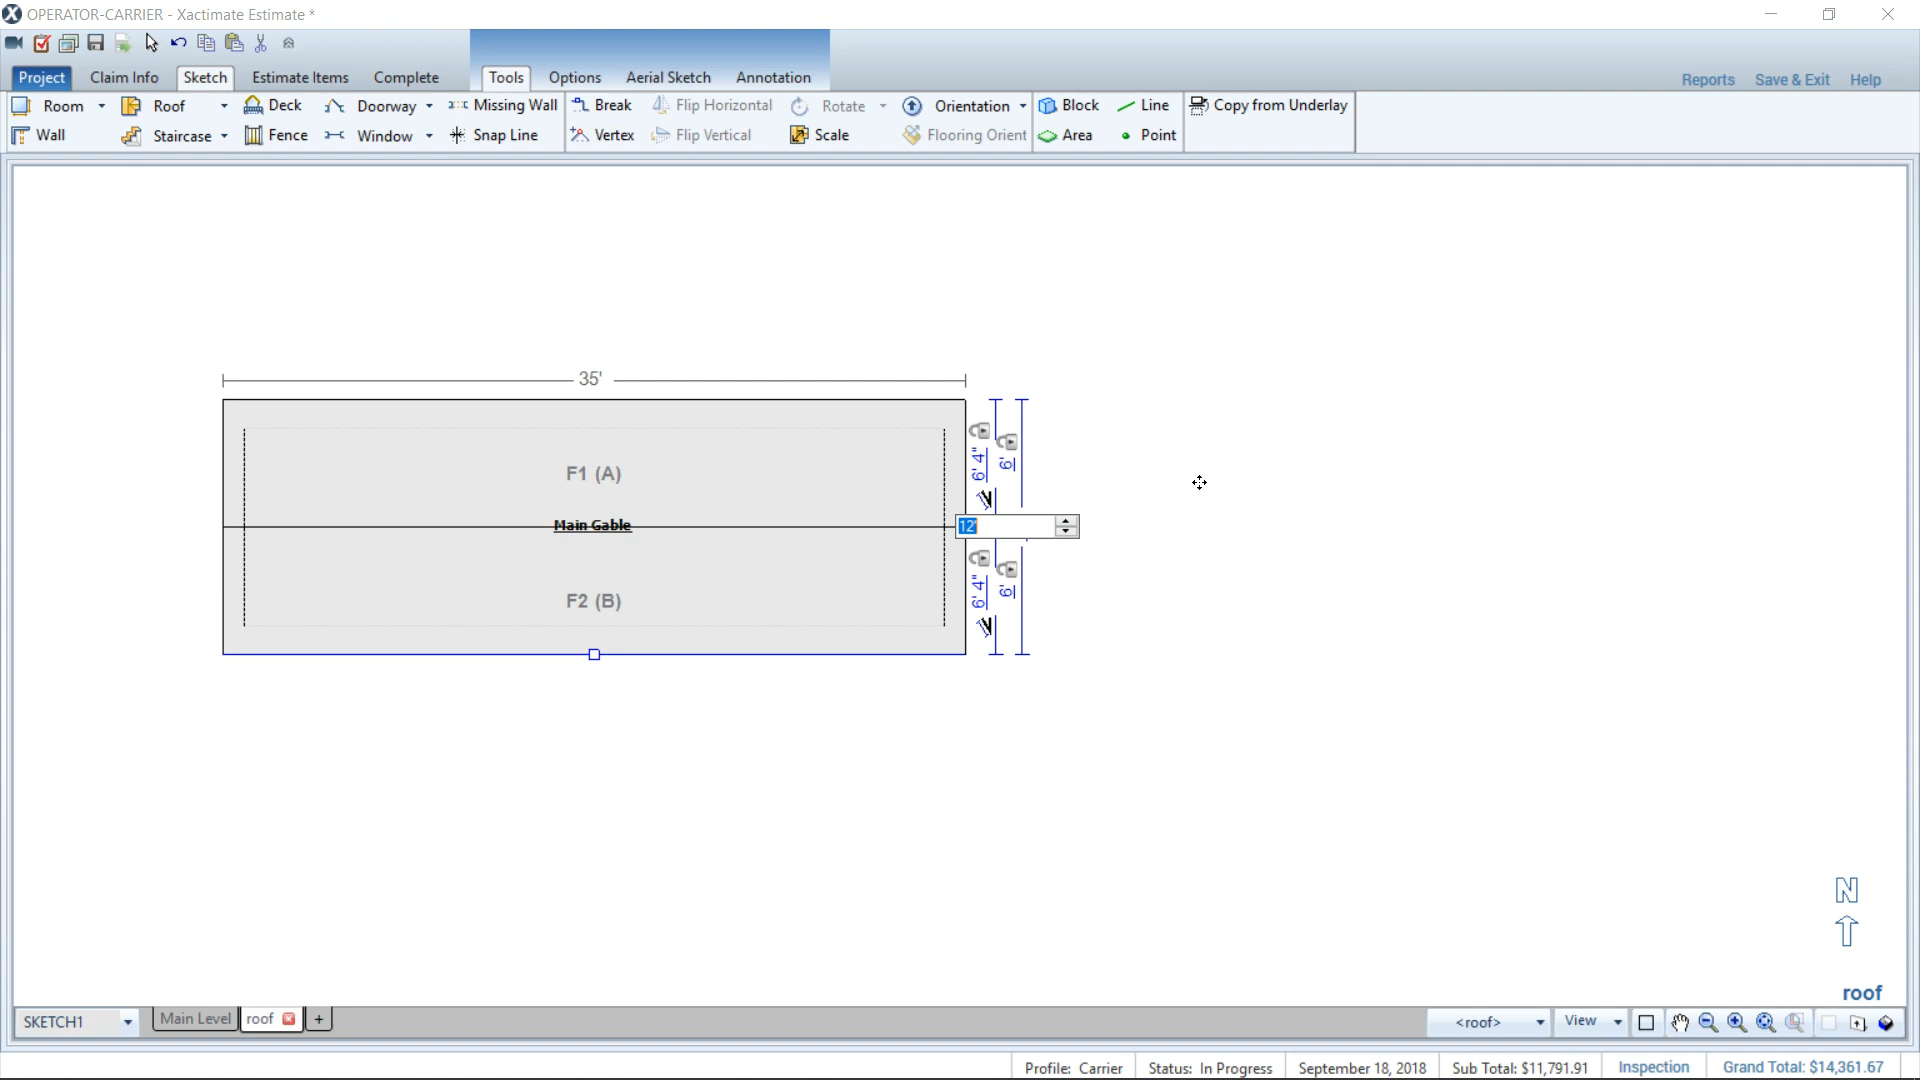 OPERATOR-CARRIER - Xactimate Estimate *
Project Claim Info Sketch Estimate Items Complete Tools Options Aerial Sketch Annotation Reports Save & Exit Help
Room Roof Deck Doorway Missing Wall Break Flip Horizontal Rotate Orientation Block Line Copy from Underlay
Wall Staircase Fence Window Snap Line Vertex Flip Vertical Scale Flooring Orient Area Point
35'
F1 (A)
6' 4" 6'
Main Gable
12'
F2 (B)
6' 4" 6'
N
roof
SKETCH1 Main Level roof + <roof> View
Profile: Carrier Status: In Progress September 18, 2018 Sub Total: $11,791.91 Inspection Grand Total: $14,361.67